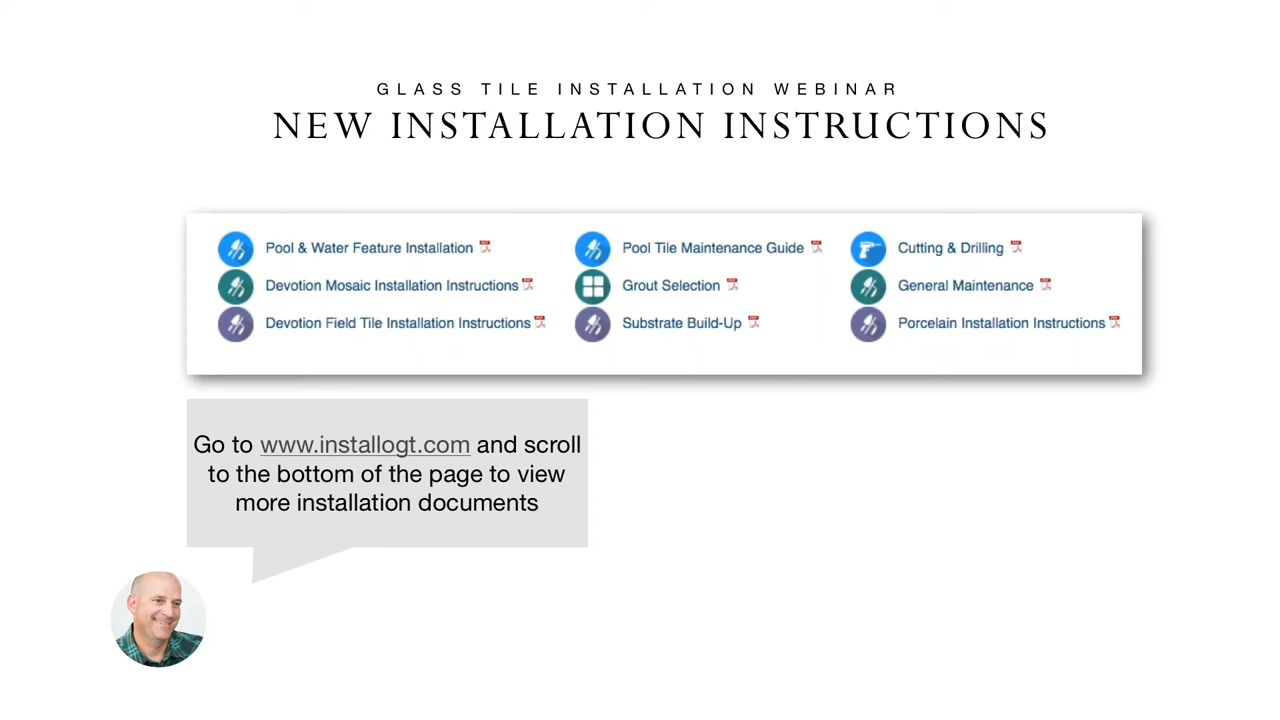 GLASS TILE INSTALLATION WEBINAR
NEW INSTALLATION INSTRUCTIONS
Pool & Water Feature Installation
Devotion Mosaic Installation Instructions
Devotion Field Tile Installation Instructions
Pool Tile Maintenance Guide
Grout Selection
Substrate Build-Up
Cutting & Drilling
General Maintenance
Porcelain Installation Instructions
Go to www.installogt.com and scroll
to the bottom of the page to view
more installation documents